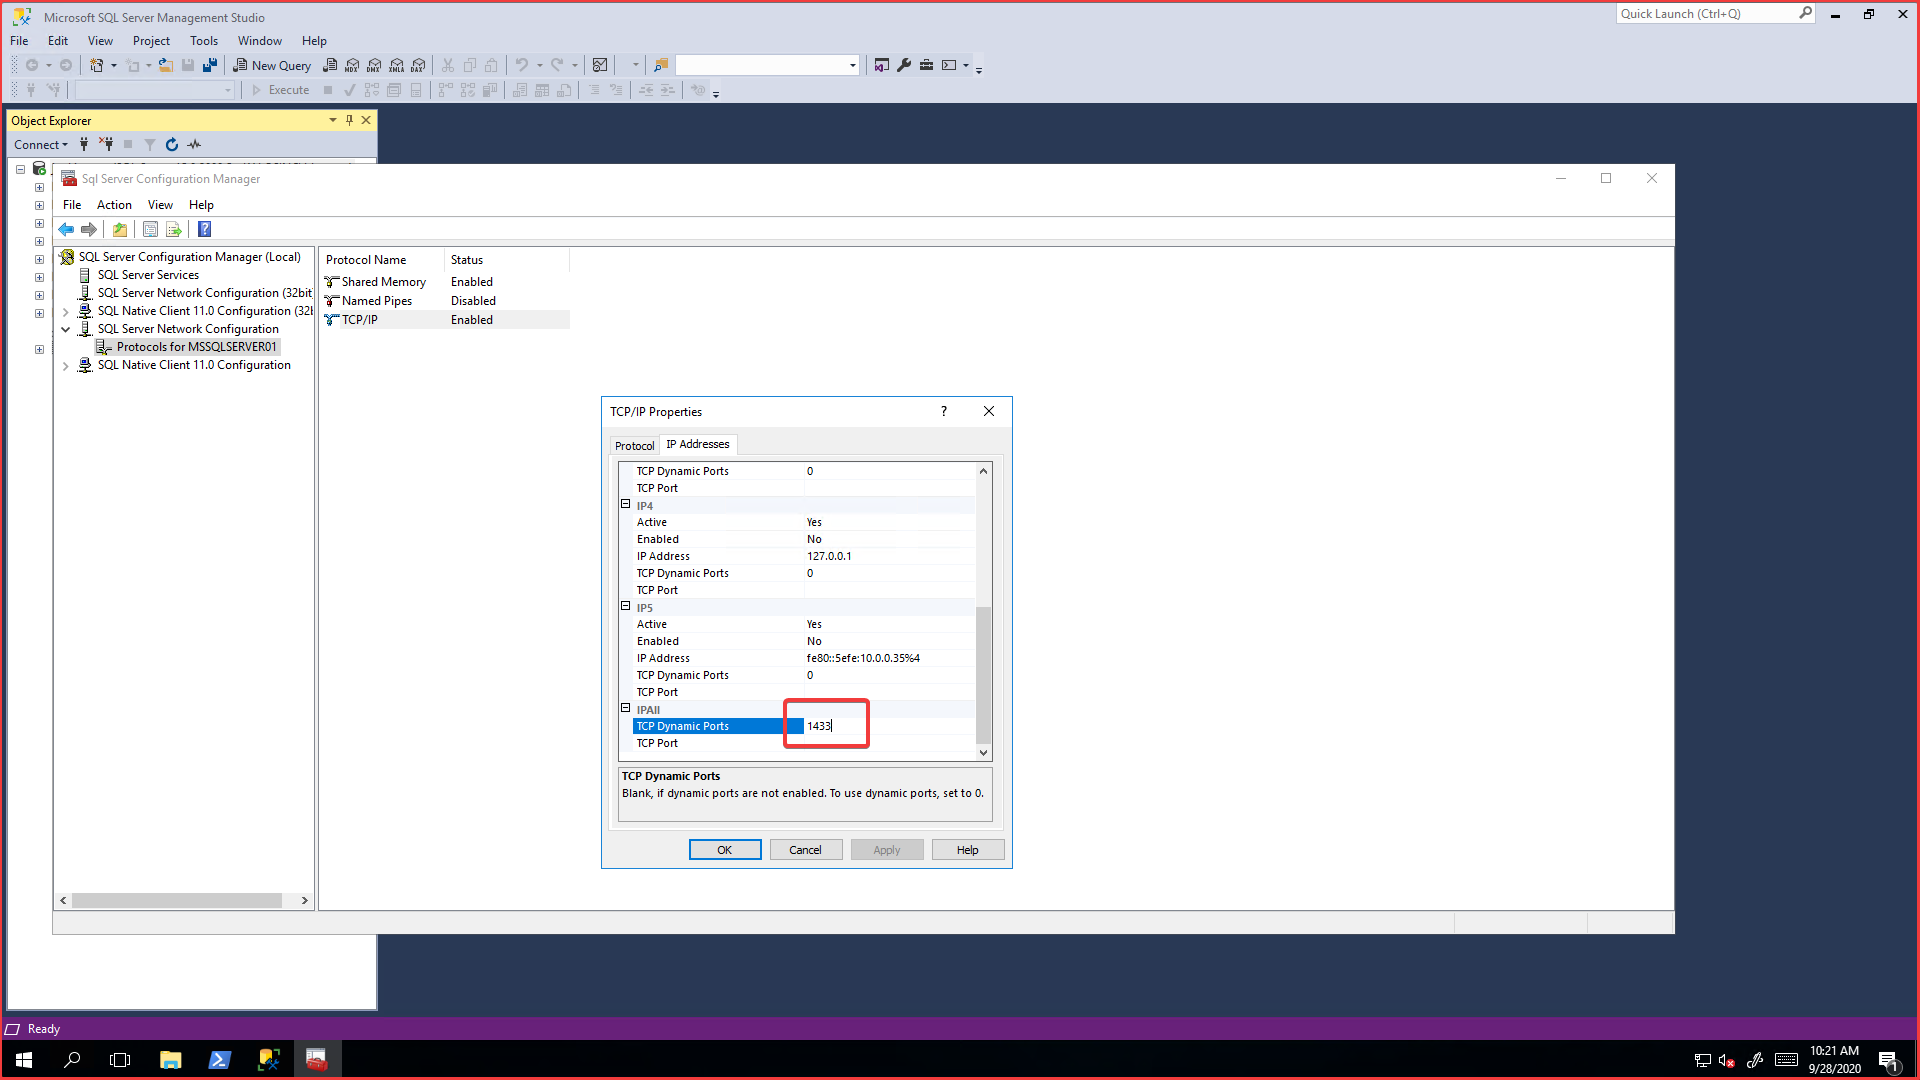 Microsoft SQL Server Management Studio
Quick Launch (Ctrl+Q)
File Edit View Project Tools Window Help
New Query
MDX DMX XMLA DAX
Execute
Object Explorer
Connect
Sql Server Configuration Manager
File Action View Help
SQL Server Configuration Manager (Local)
SQL Server Services
SQL Server Network Configuration (32bit
SQL Native Client 11.0 Configuration (32b
SQL Server Network Configuration
Protocols for MSSQLSERVER01
SQL Native Client 11.0 Configuration
Protocol Name Status
Shared Memory Enabled
Named Pipes Disabled
TCP/IP Enabled
TCP/IP Properties
?
Protocol IP Addresses
TCP Dynamic Ports 0
TCP Port
IP4
Active Yes
Enabled No
IP Address 127.0.0.1
TCP Dynamic Ports 0
TCP Port
IP5
Active Yes
Enabled No
IP Address fe80::5efe:10.0.0.35%4
TCP Dynamic Ports 0
TCP Port
IPAll
TCP Dynamic Ports 1433
TCP Port
TCP Dynamic Ports
Blank, if dynamic ports are not enabled. To use dynamic ports, set to 0.
OK Cancel Apply Help
Ready
10:21 AM
9/28/2020
1